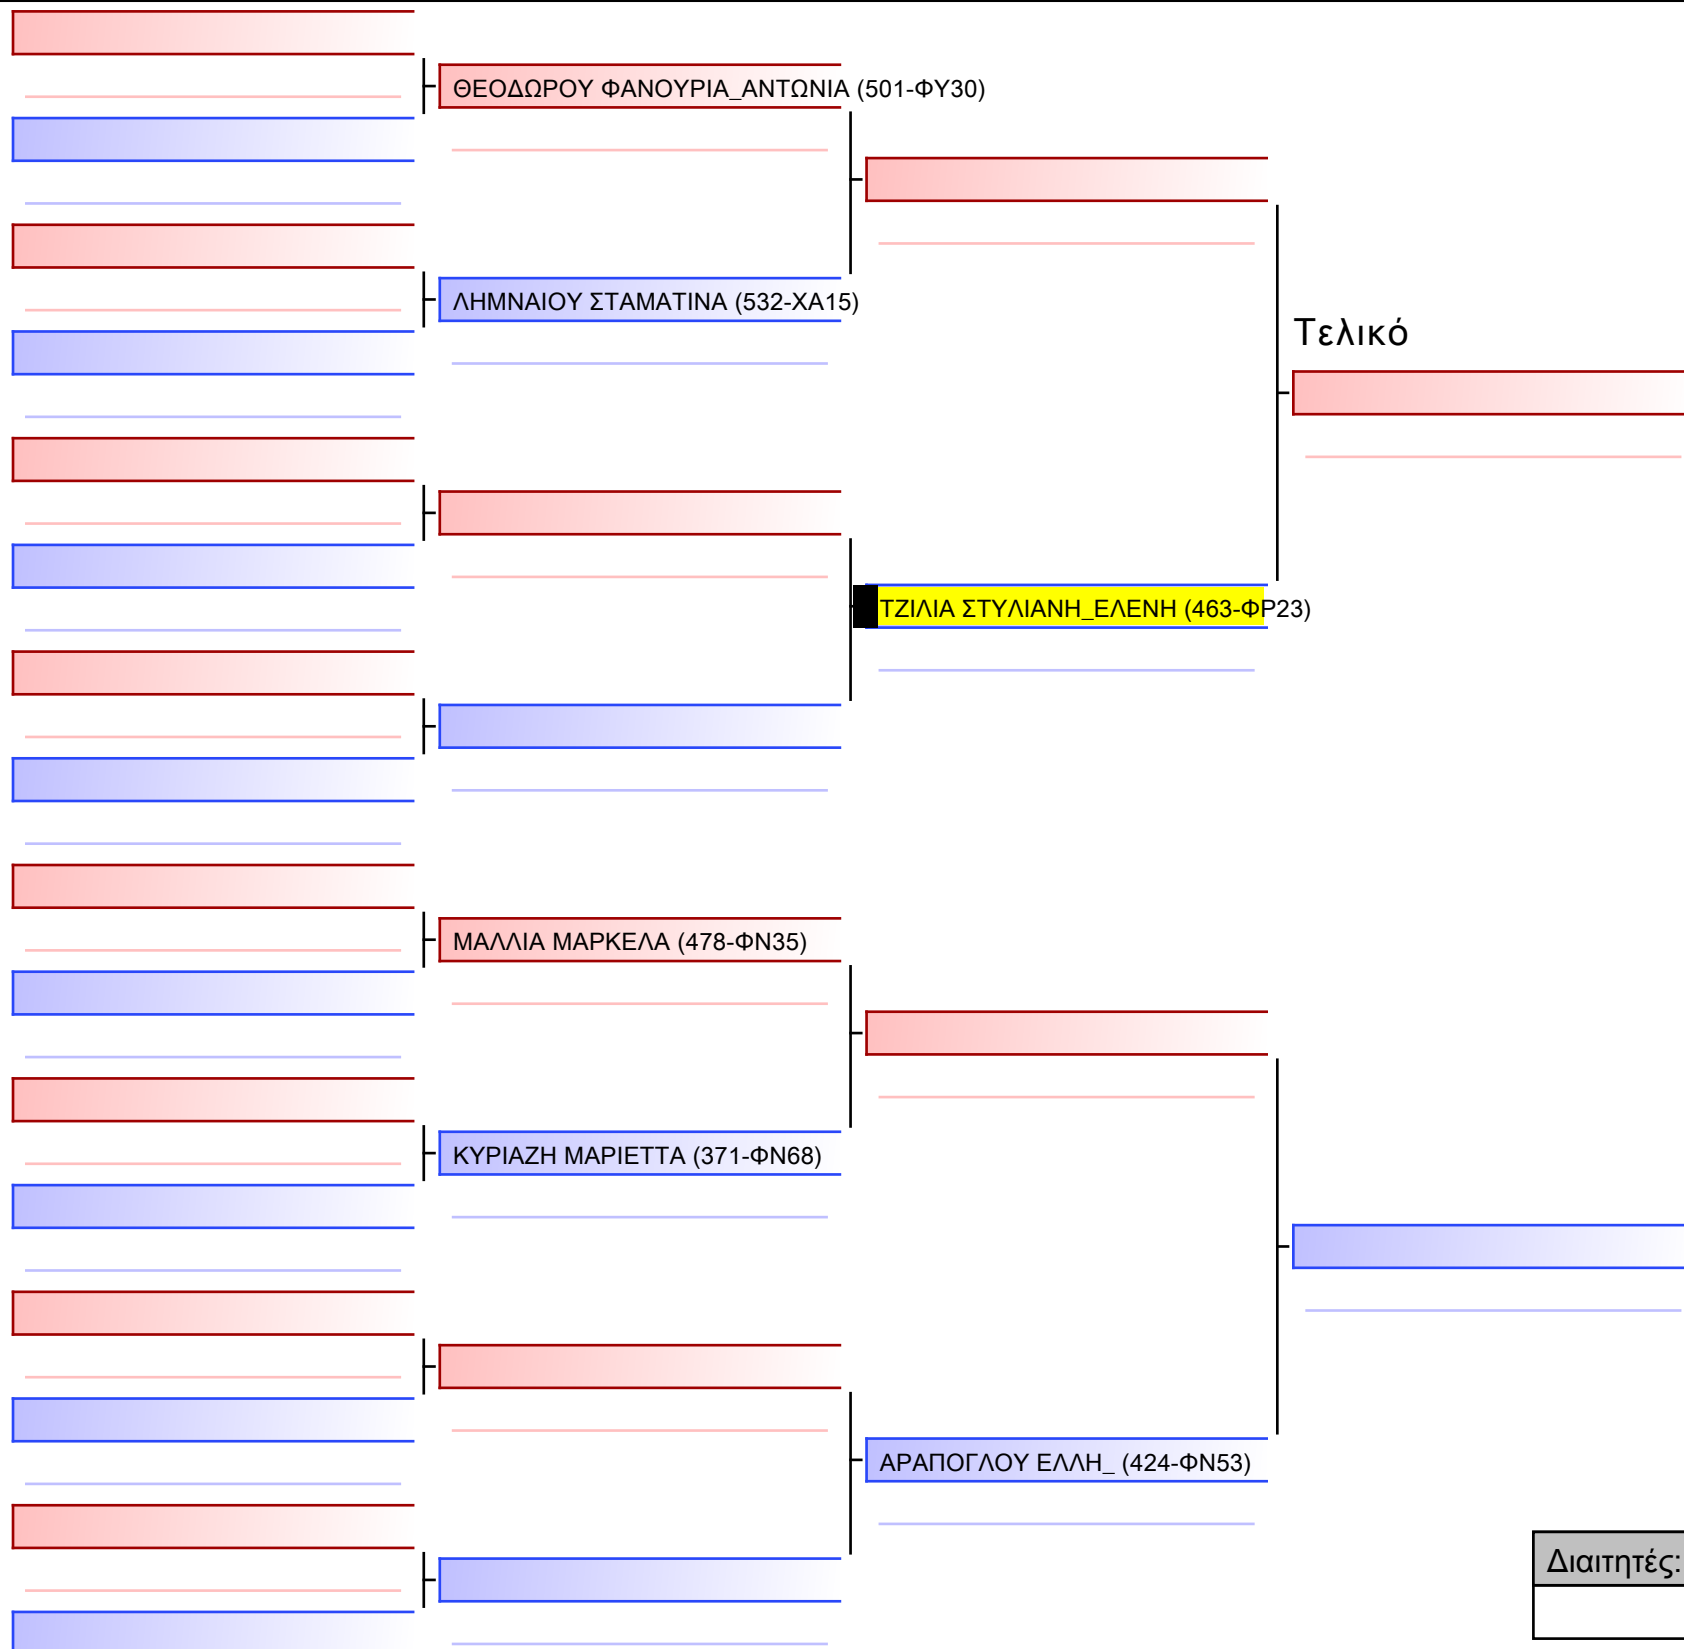 ΘΕΟΔΩΡΟΥ ΦΑΝΟΥΡΙΑ_ΑΝΤΩΝΙΑ (501-ΦΥ30)
ΛΗΜΝΑΙΟΥ ΣΤΑΜΑΤΙΝΑ (532-ΧΑ15)
Τελικό
ΤΖΙΛΙΑ ΣΤΥΛΙΑΝΗ_ΕΛΕΝΗ (463-ΦΡ23)
ΜΑΛΛΙΑ ΜΑΡΚΕΛΑ (478-ΦΝ35)
ΚΥΡΙΑΖΗ ΜΑΡΙΕΤΤΑ (371-ΦΝ68)
ΑΡΑΠΟΓΛΟΥ ΕΛΛΗ_ (424-ΦΝ53)
Διαιτητές: